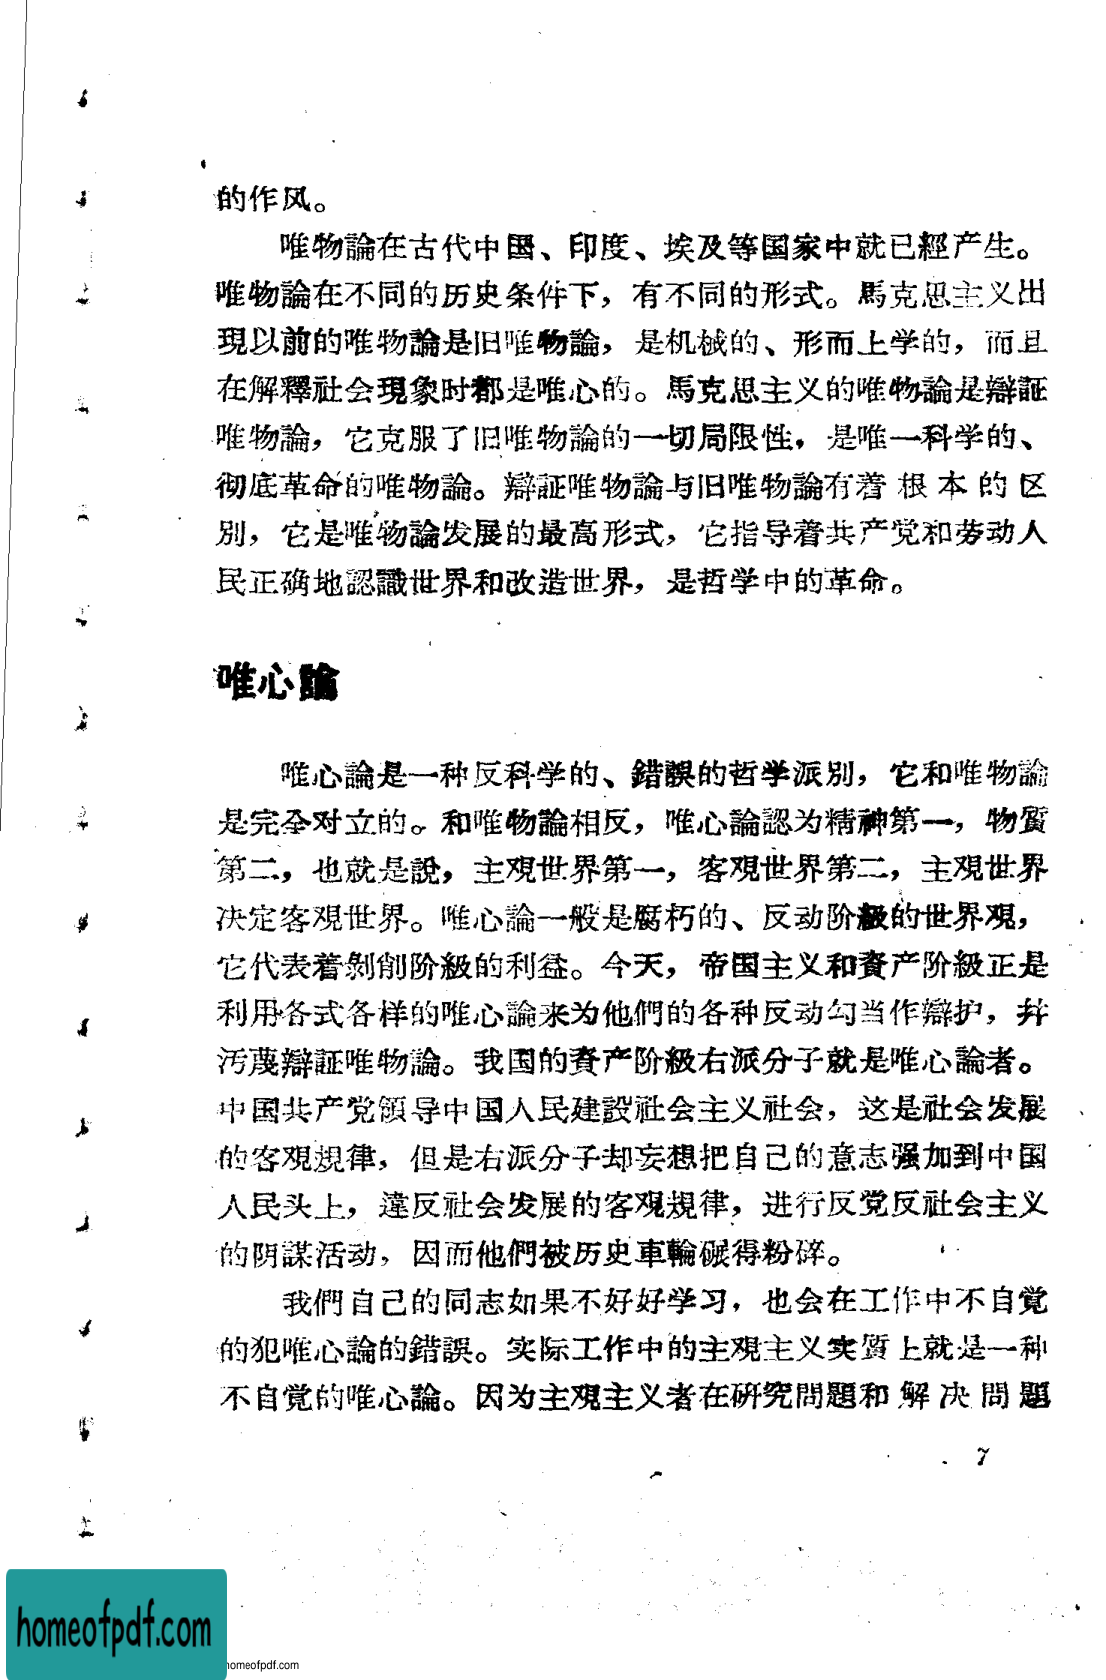 的作风。
唯物論在古代中国、印度、埃及等国家中就已經产生。
唯物論在不同的历史条件下，有不同的形式。馬克思主义出
現以前的唯物論是旧唯物論，是机械的、形而上学的，而且
在解釋社会現象时都是唯心的。馬克思主义的唯物論是辯証
唯物論，它克服了旧唯物論的一切局限性，是唯一科学的、
彻底革命的唯物論。辯証唯物論与旧唯物論有着根本的区
别，它是唯物論发展的最高形式，它指导着共产党和劳动人
民正确地認識世界和改造世界，是哲学中的革命。
唯心論
唯心論是一种反科学的、錯誤的哲学派别，它和唯物論
是完全对立的。和唯物論相反，唯心論認为精神第一，物質
第二，也就是說，主观世界第一，客观世界第二，主观世界
决定客观世界。唯心論一般是腐朽的、反动阶級的世界观，
它代表着剝削阶級的利益。今天，帝国主义和資产阶級正是
利用各式各样的唯心論来为他們的各种反动勾当作辯护，并
污蔑辯証唯物論。我国的資产阶級右派分子就是唯心論者。
中国共产党領导中国人民建設社会主义社会，这是社会发展
的客观規律，但是右派分子却妄想把自己的意志强加到中国
人民头上，違反社会发展的客观規律，进行反党反社会主义
的阴謀活动，因而他們被历史車輪碾得粉碎。
我們自己的同志如果不好好学习，也会在工作中不自觉
的犯唯心論的錯誤。实际工作中的主观主义实質上就是一种
不自觉的唯心論。因为主观主义者在研究問題和解决問題
7
homeofpdf.com
homeofpdf.com